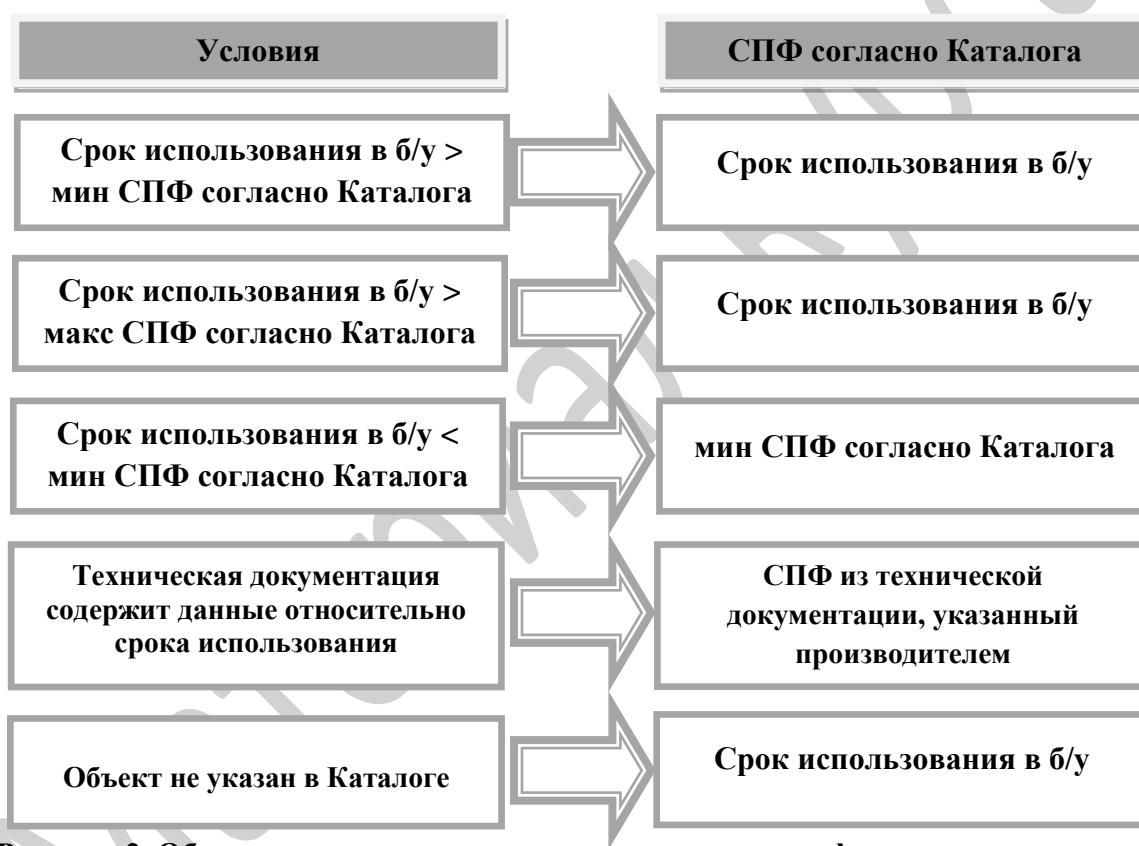 Условия
СПФ согласно Каталога
Срок использования в б/у >
мин СПФ согласно Каталога
Срок использования в б/у
Срок использования в б/у >
макс СПФ согласно Каталога
Срок использования в б/у
Срок использования в б/у <
мин СПФ согласно Каталога
мин СПФ согласно Каталога
Техническая документация
содержит данные относительно
срока использования
СПФ из технической
документации, указанный
производителем
Объект не указан в Каталоге
Срок использования в б/у